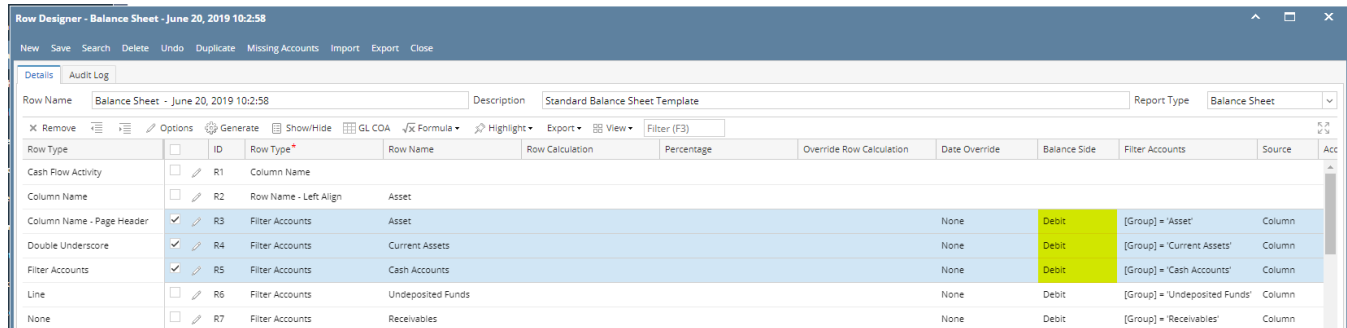 Row Designer - Balance Sheet - June 20, 2019 10:2:58
New Save Search Delete Undo Duplicate Missing Accounts Import Export Close
Details Audit Log
Row Name Balance Sheet - June 20, 2019 10:2:58 Description Standard Balance Sheet Template Report Type Balance Sheet
Remove Options Generate Show/Hide GL COA Formula Highlight Export View Filter (F3)
Row Type ID Row Type* Row Name Row Calculation Percentage Override Row Calculation Date Override Balance Side Filter Accounts Source Acc
Cash Flow Activity R1 Column Name
Column Name R2 Row Name - Left Align Asset
Column Name - Page Header R3 Filter Accounts Asset None Debit [Group] = 'Asset' Column
Double Underscore R4 Filter Accounts Current Assets None Debit [Group] = 'Current Assets' Column
Filter Accounts R5 Filter Accounts Cash Accounts None Debit [Group] = 'Cash Accounts' Column
Line R6 Filter Accounts Undeposited Funds None Debit [Group] = 'Undeposited Funds' Column
None R7 Filter Accounts Receivables None Debit [Group] = 'Receivables' Column